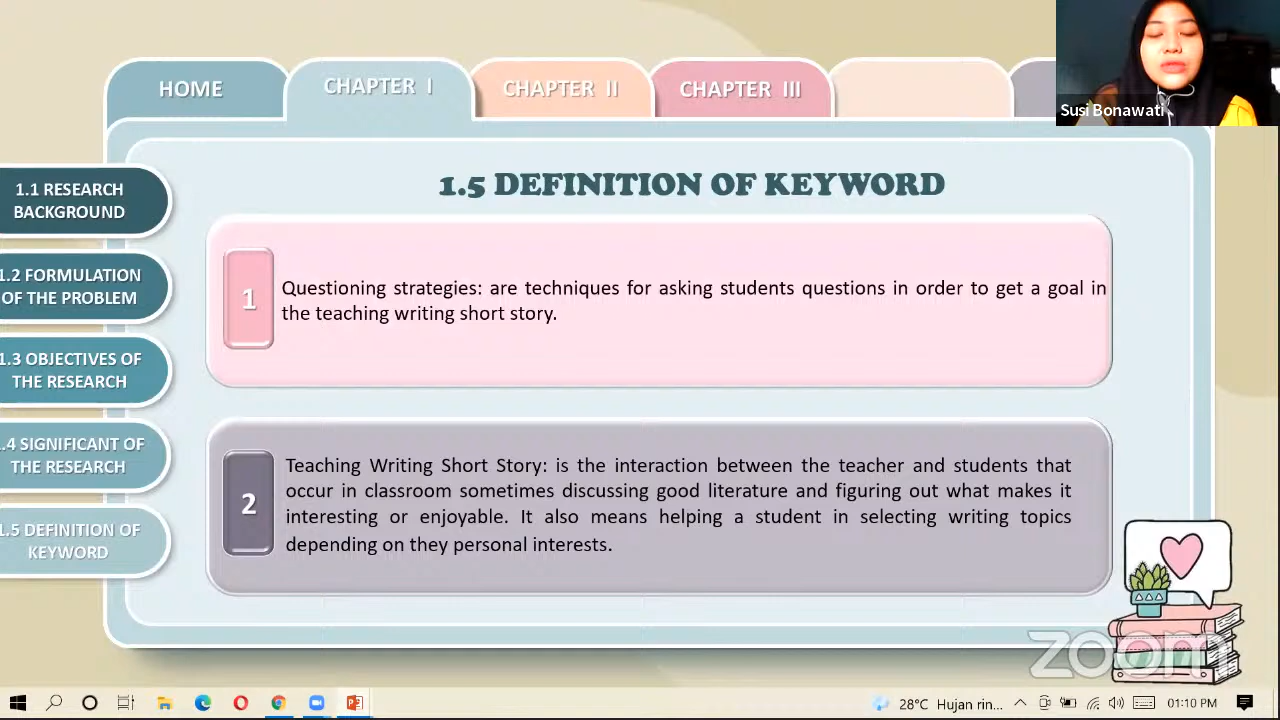 HOME
CHAPTER I
CHAPTER II
CHAPTER III
Susi Bonawati
1.1 RESEARCH
BACKGROUND
1.2 FORMULATION
OF THE PROBLEM
1.3 OBJECTIVES OF
THE RESEARCH
.4 SIGNIFICANT OF
THE RESEARCH
1.5 DEFINITION OF
KEYWORD
1.5 DEFINITION OF KEYWORD
1
Questioning strategies: are techniques for asking students questions in order to get a goal in
the teaching writing short story.
2
Teaching Writing Short Story: is the interaction between the teacher and students that
occur in classroom sometimes discussing good literature and figuring out what makes it
interesting or enjoyable. It also means helping a student in selecting writing topics
depending on they personal interests.
zoom
28°C Hujan rin... 01:10 PM